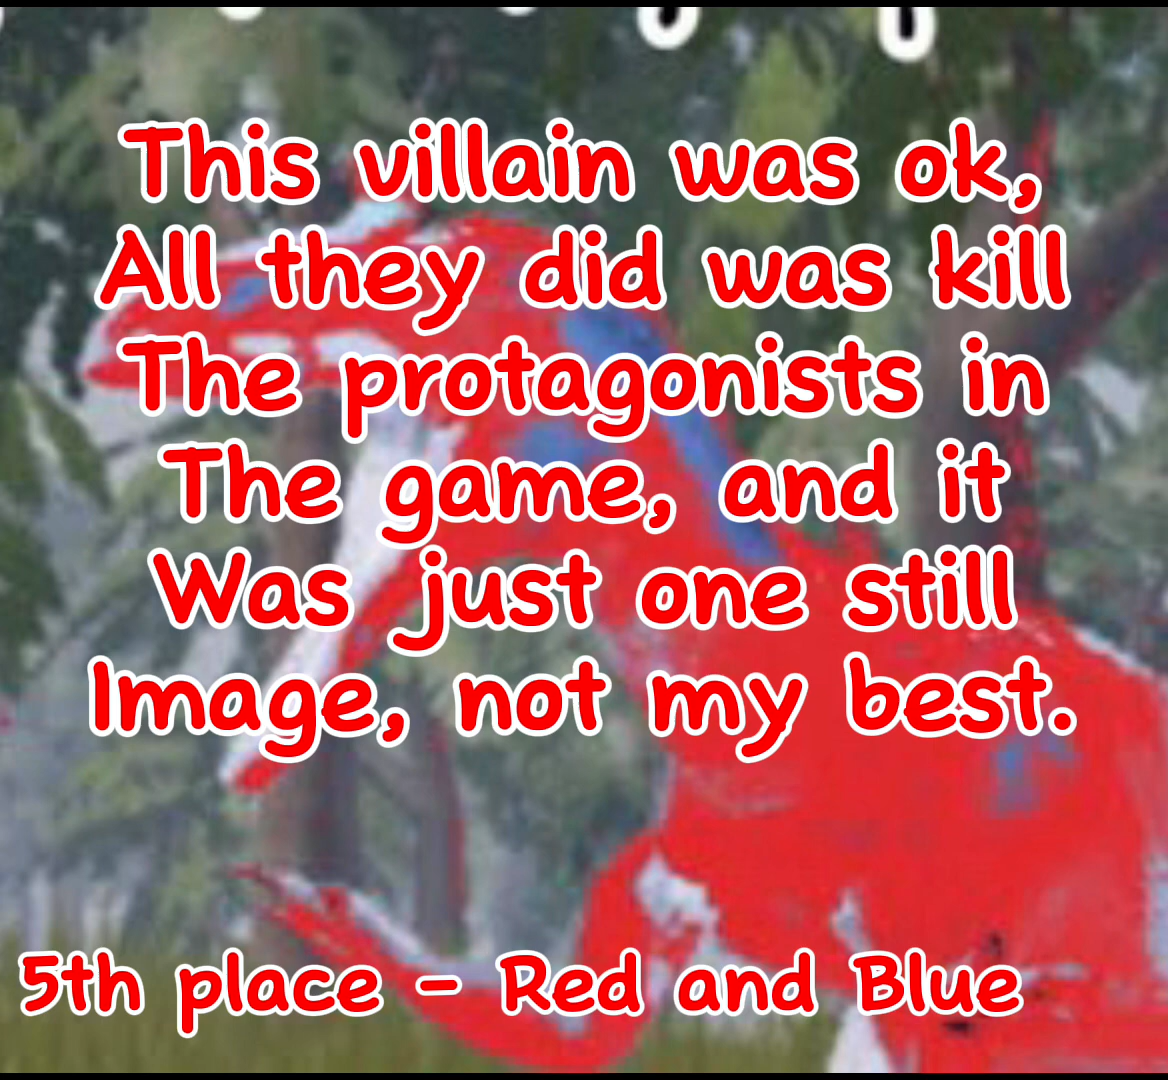 This villain was ok,
All they did was kill
The protagonists in
The game, and it
Was just one still
Image, not my best.
5th place - Red and Blue